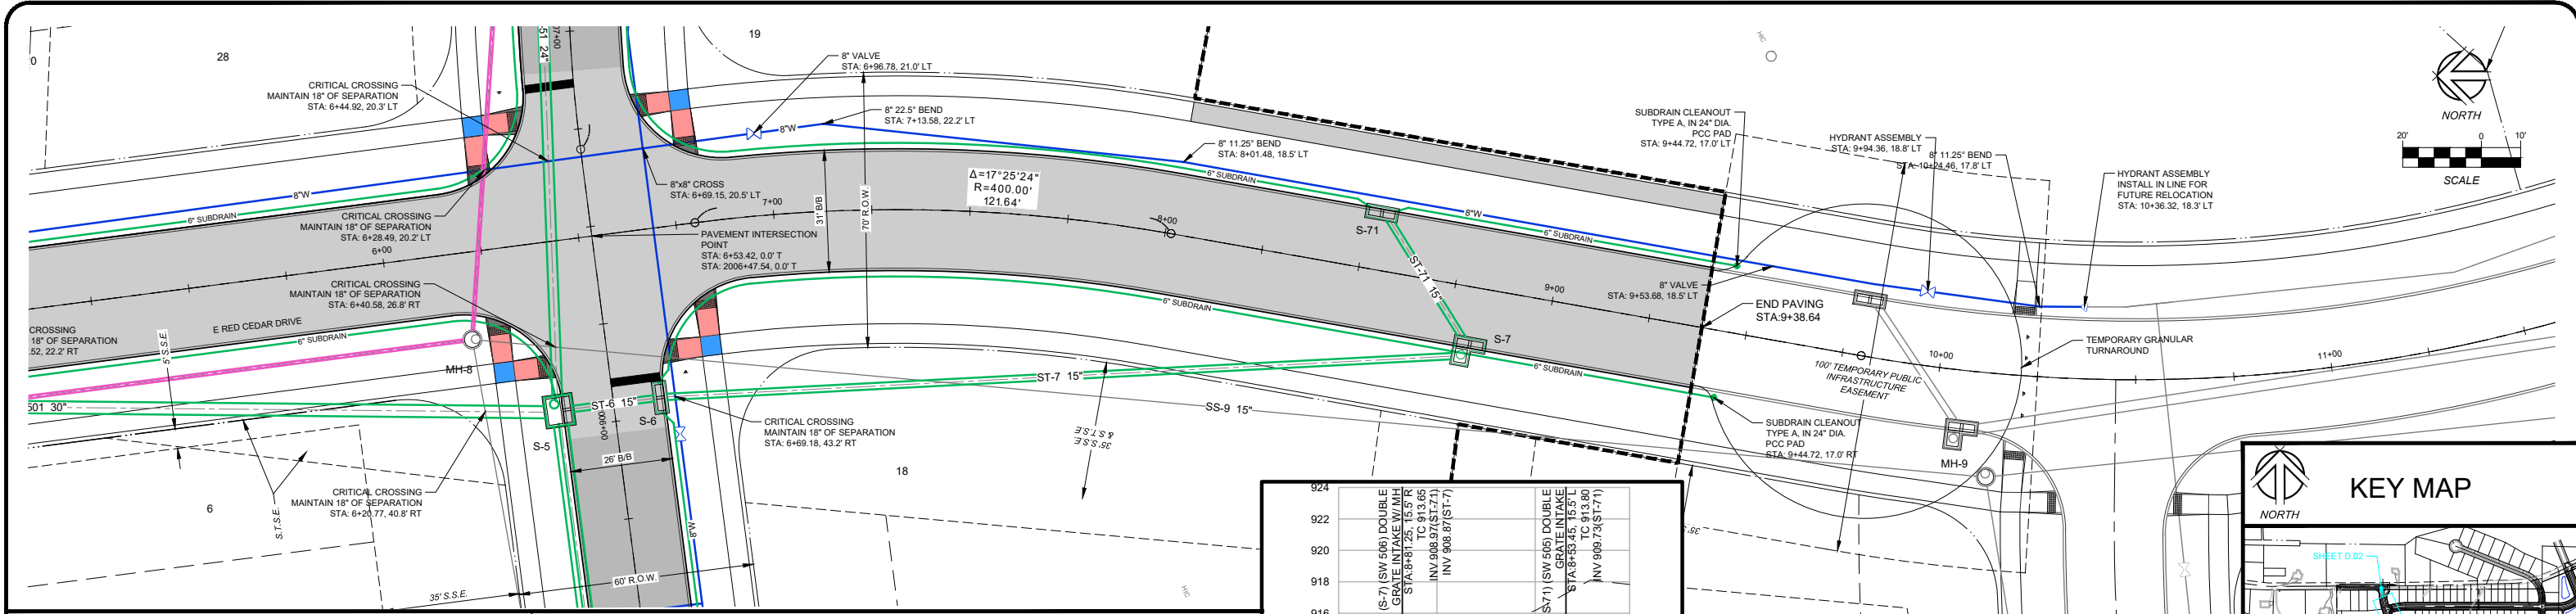 28
19
0
51 24"
07+00
8" VALVE
STA: 6+96.78, 21.0' LT
CRITICAL CROSSING
MAINTAIN 18" OF SEPARATION
STA: 6+44.92, 20.3' LT
8" 22.5° BEND
STA: 7+13.58, 22.2' LT
8"W
8" 11.25° BEND
STA: 8+01.48, 18.5' LT
HIC
SUBDRAIN CLEANOUT
TYPE A, IN 24" DIA.
PCC PAD
STA: 9+44.72, 17.0' LT
HYDRANT ASSEMBLY
STA: 9+94.36, 18.8' LT
8" 11.25° BEND
STA: 10+24.46, 17.8' LT
HYDRANT ASSEMBLY
INSTALL IN LINE FOR
FUTURE RELOCATION
STA: 10+36.32, 18.3' LT
NORTH
20' 0 10'
SCALE
8"W
6" SUBDRAIN
CRITICAL CROSSING
MAINTAIN 18" OF SEPARATION
STA: 6+28.49, 20.2' LT
6+00
8"x8" CROSS
STA: 6+69.15, 20.5' LT
7+00
31' B/B
70' R.O.W.
Δ=17°25'24"
R=400.00'
121.64'
6" SUBDRAIN
8+00
S-71
8"W
6" SUBDRAIN
PAVEMENT INTERSECTION
POINT
STA: 6+53.42, 0.0' T
STA: 2006+47.54, 0.0' T
CRITICAL CROSSING
MAINTAIN 18" OF SEPARATION
STA: 6+40.58, 26.8' RT
ST-71 15"
9+00
8" VALVE
STA: 9+53.68, 18.5' LT
END PAVING
STA:9+38.64
6" SUBDRAIN
S-7
CROSSING
18" OF SEPARATION
.52, 22.2' RT
E RED CEDAR DRIVE
6" SUBDRAIN
5' S.S.E.
MH-8
10+00
11+00
TEMPORARY GRANULAR
TURNAROUND
100' TEMPORARY PUBLIC
INFRASTRUCTURE
EASEMENT
6" SUBDRAIN
ST-7 15"
501 30"
ST-6 15"
S-5
S-6
00+90
SS-9 15"
CRITICAL CROSSING
MAINTAIN 18" OF SEPARATION
STA: 6+69.18, 43.2' RT
35' S.S.E.
& S.T.S.E
SUBDRAIN CLEANOUT
TYPE A, IN 24" DIA.
PCC PAD
STA: 9+44.72, 17.0' RT
MH-9
26' B/B
18
6
S.T.S.E.
CRITICAL CROSSING
MAINTAIN 18" OF SEPARATION
STA: 6+20.77, 40.8' RT
8"W
60' R.O.W.
35' S.S.E.
HIC
35'
924
922
920
918
916
(S-7) (SW 506) DOUBLE
GRATE INTAKE W/ MH
STA:8+81.25, 15.5' R
TC 913.65
INV 908.97(ST-71)
INV 908.87(ST-7)
S-71) (SW 505) DOUBLE
GRATE INTAKE
STA:8+53.45, 15.5' L
TC 913.80
INV 909.73(ST-71)
NORTH
KEY MAP
SHEET D.02